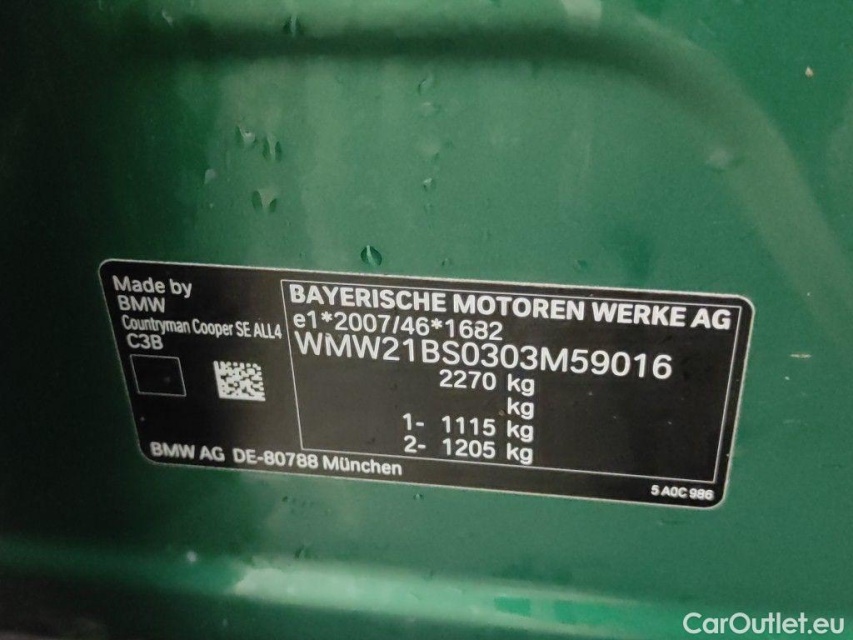 Made by
BMW
Countryman Cooper SE ALL4
C3B
BAYERISCHE MOTOREN WERKE AG
e1*2007/46*1682
WMW21BS0303M59016
2270 kg
kg
1- 1115 kg
2- 1205 kg
BMW AG DE-80788 München
5 A0C 986
CarOutlet.eu